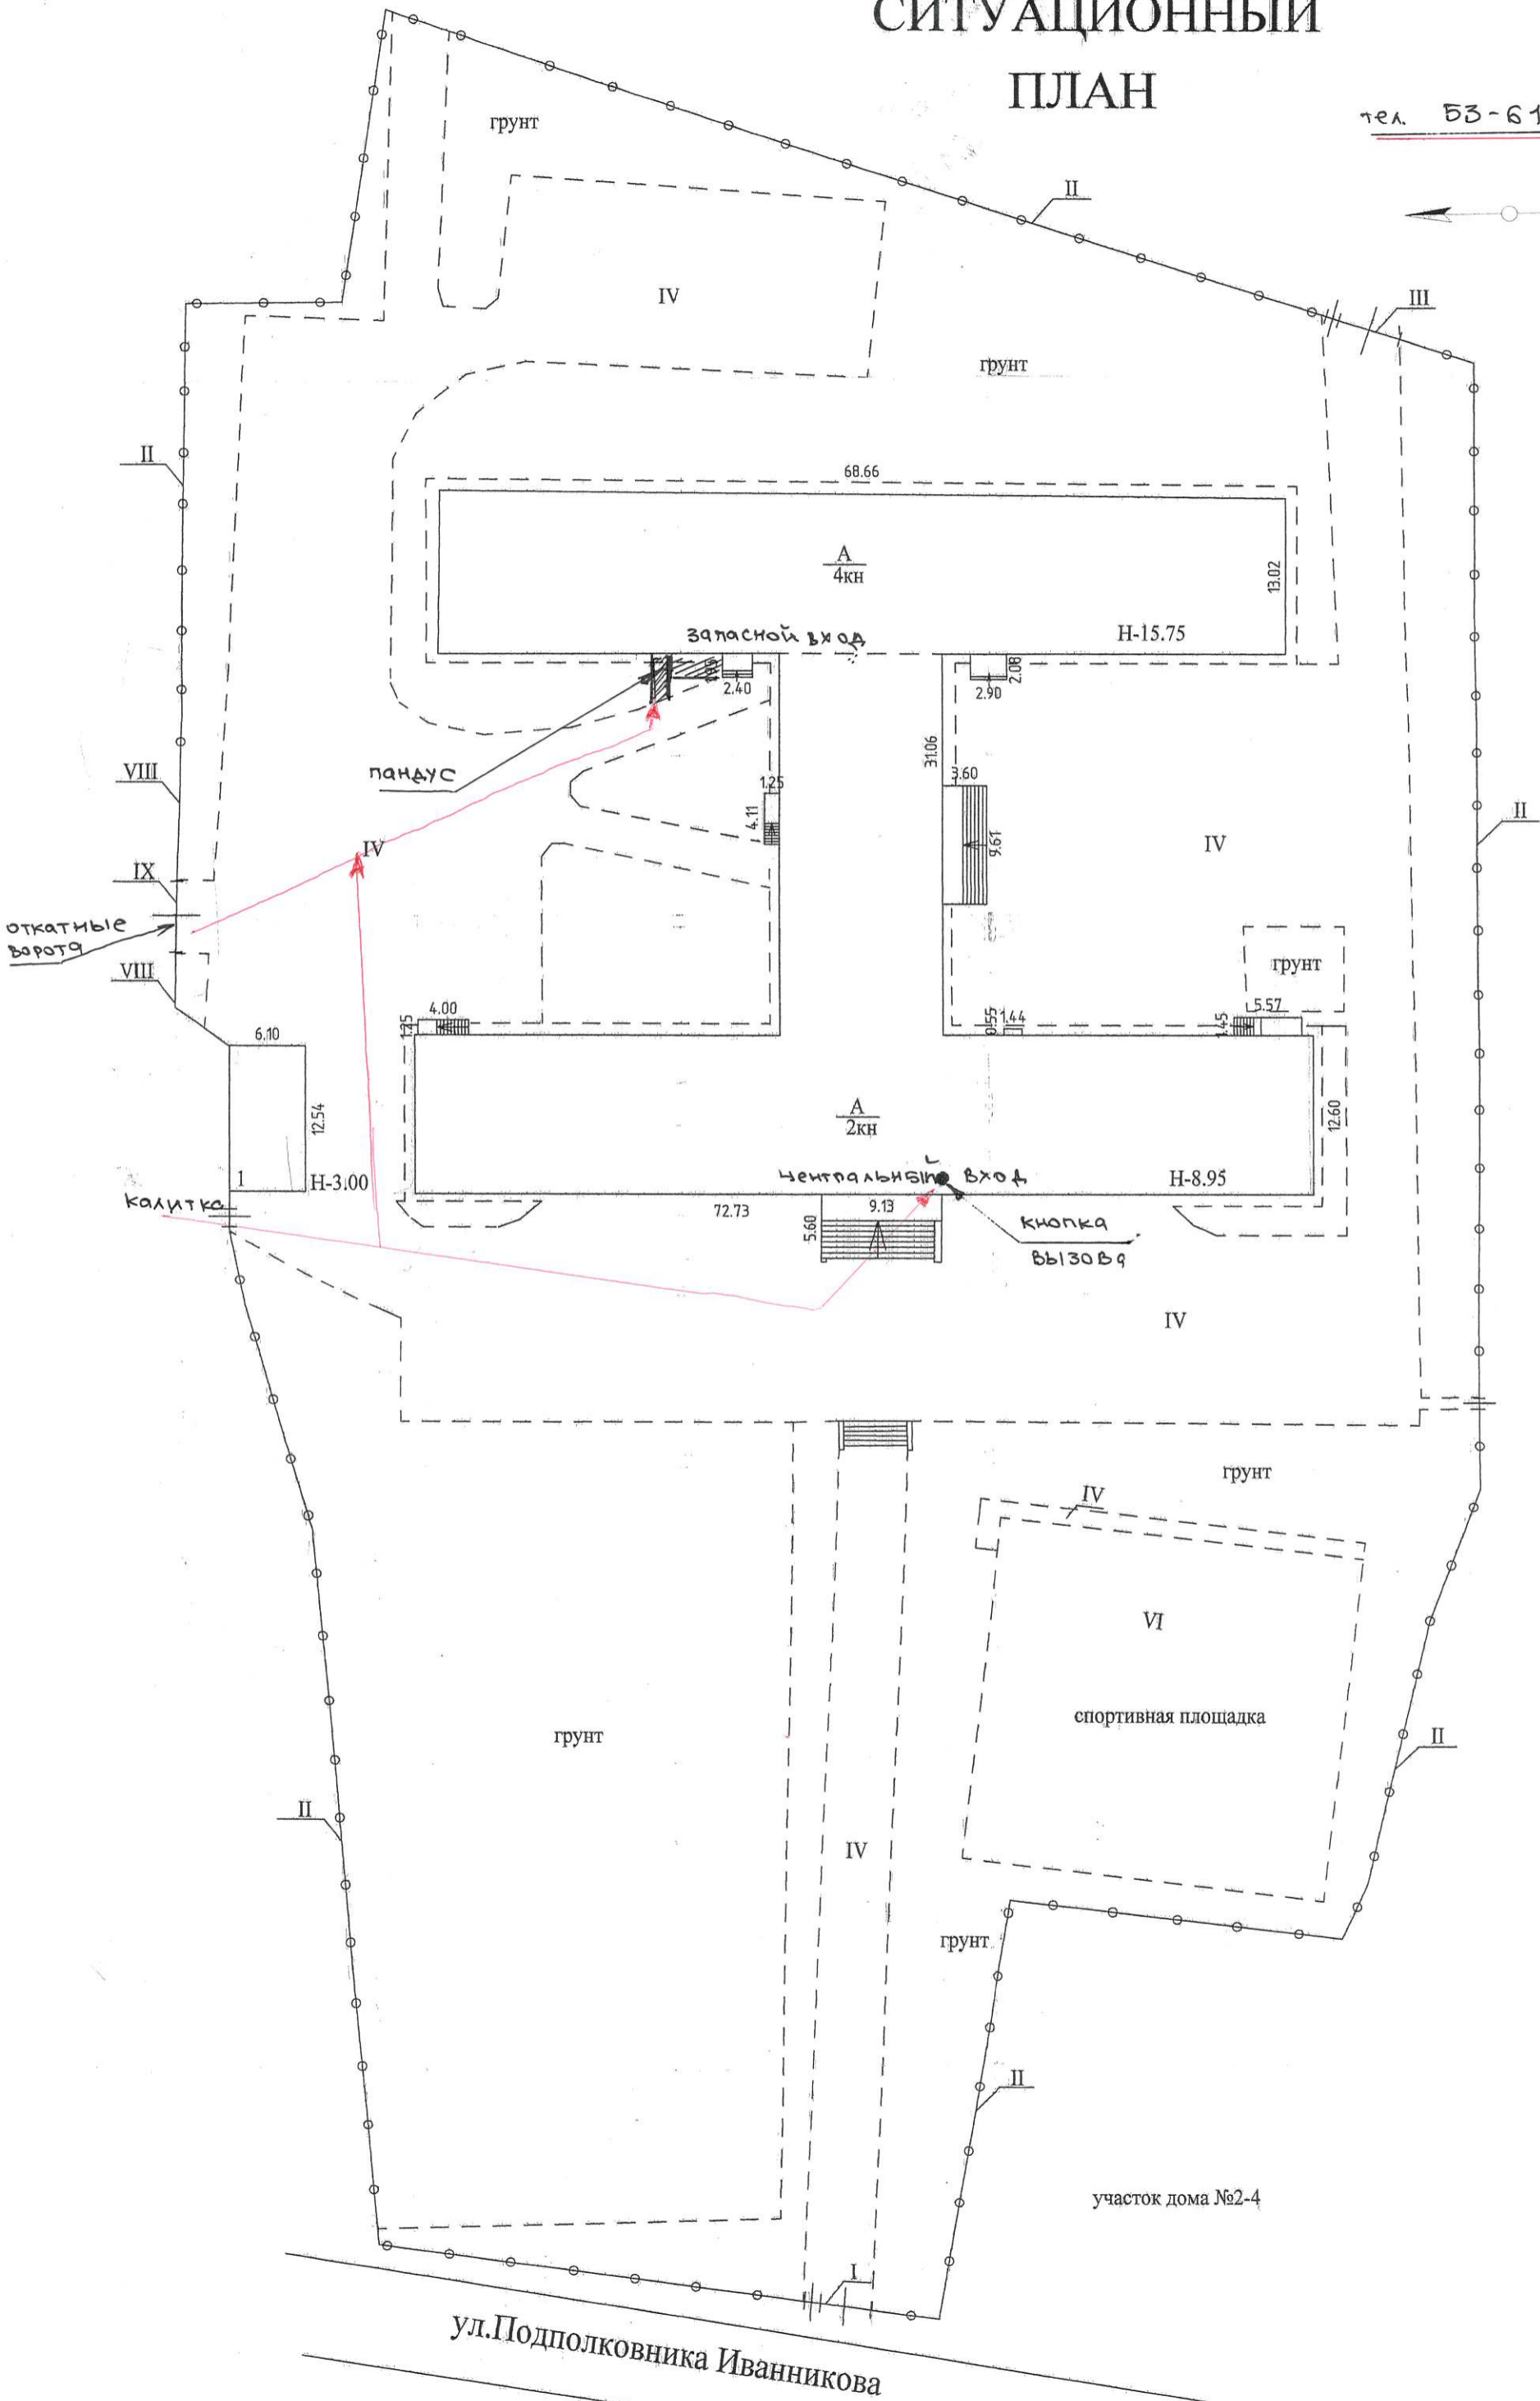 СИТУАЦИОННЫЙ
ПЛАН
тел. 53-61
грунт
II
IV
III
грунт
II
68.66
А
4кн
13.02
запасной вход
Н-15.75
2.40
2.90
2.08
31.06
пандус
VIII
1.25
3.60
4.11
9.61
II
IV
IV
IX
откатные
ворота
VIII
грунт
4.00
1.25
0.55
1.44
5.57
1.45
6.10
12.54
А
2кн
12.60
1
Н-3.00
центральный вход
Н-8.95
калитка
72.73
9.13
5.60
кнопка
вызова
IV
грунт
IV
VI
спортивная площадка
грунт
II
II
IV
грунт
II
участок дома №2-4
I
ул.Подполковника Иванникова